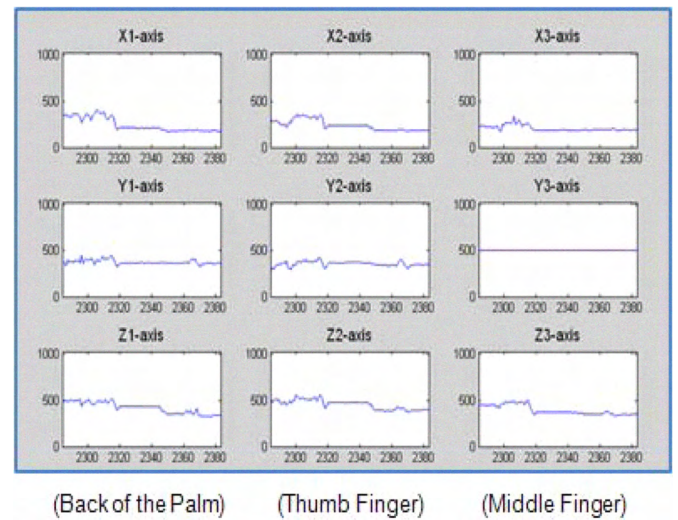 X1-axis X2-axis X3-axis
1000 1000 1000
500 500 500
0 0 0
2300 2320 2340 2360 2380 2300 2320 2340 2360 2380 2300 2320 2340 2360 2380
Y1-axis Y2-axis Y3-axis
1000 1000 1000
500 500 500
0 0 0
2300 2320 2340 2360 2380 2300 2320 2340 2360 2380 2300 2320 2340 2360 2380
Z1-axis Z2-axis Z3-axis
1000 1000 1000
500 500 500
0 0 0
2300 2320 2340 2360 2380 2300 2320 2340 2360 2380 2300 2320 2340 2360 2380
(Back of the Palm) (Thumb Finger) (Middle Finger)